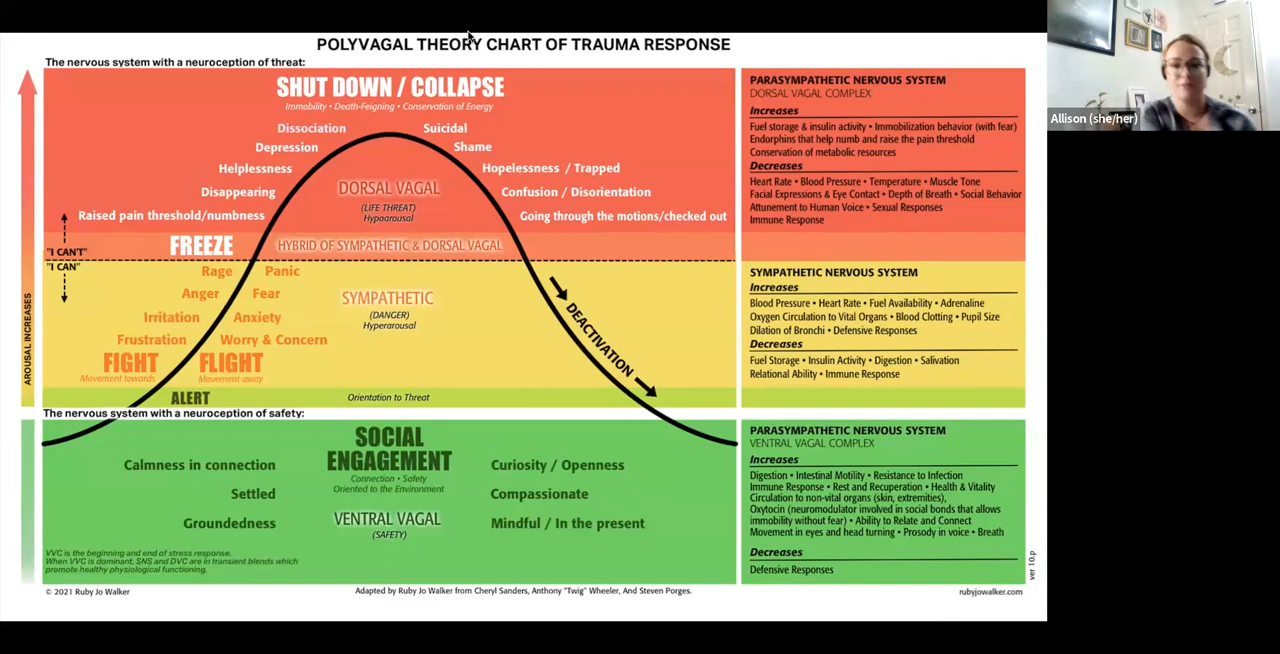 POLYVAGAL THEORY CHART OF TRAUMA RESPONSE
The nervous system with a neuroception of threat:
SHUT DOWN / COLLAPSE
Immobility • Death-Feigning • Conservation of Energy
Dissociation
Suicidal
Depression
Shame
Helplessness
Hopelessness / Trapped
Disappearing
DORSAL VAGAL
Confusion / Disorientation
(LIFE THREAT)
Hypoarousal
Raised pain threshold/numbness
Going through the motions/checked out
"I CAN'T"
FREEZE
HYBRID OF SYMPATHETIC & DORSAL VAGAL
"I CAN"
Rage
Panic
Anger
Fear
SYMPATHETIC
(DANGER)
Hyperarousal
Irritation
Anxiety
Frustration
Worry & Concern
FIGHT
Movement towards
FLIGHT
Movement away
DEACTIVATION
ALERT
Orientation to Threat
AROUSAL INCREASES
The nervous system with a neuroception of safety:
SOCIAL
ENGAGEMENT
Connection • Safety
Oriented to the Environment
Calmness in connection
Curiosity / Openness
Settled
Compassionate
Groundedness
VENTRAL VAGAL
(SAFETY)
Mindful / In the present
VVC is the beginning and end of stress response.
When VVC is dominant, SNS and DVC are in transient blends which
promote healthy physiological functioning.
PARASYMPATHETIC NERVOUS SYSTEM
DORSAL VAGAL COMPLEX
Increases
Fuel storage & insulin activity • Immobilization behavior (with fear)
Endorphins that help numb and raise the pain threshold
Conservation of metabolic resources
Decreases
Heart Rate • Blood Pressure • Temperature • Muscle Tone
Facial Expressions & Eye Contact • Depth of Breath • Social Behavior
Attunement to Human Voice • Sexual Responses
Immune Response
SYMPATHETIC NERVOUS SYSTEM
Increases
Blood Pressure • Heart Rate • Fuel Availability • Adrenaline
Oxygen Circulation to Vital Organs • Blood Clotting • Pupil Size
Dilation of Bronchi • Defensive Responses
Decreases
Fuel Storage • Insulin Activity • Digestion • Salivation
Relational Ability • Immune Response
PARASYMPATHETIC NERVOUS SYSTEM
VENTRAL VAGAL COMPLEX
Increases
Digestion • Intestinal Motility • Resistance to Infection
Immune Response • Rest and Recuperation • Health & Vitality
Circulation to non-vital organs (skin, extremities),
Oxytocin (neuromodulator involved in social bonds that allows
immobility without fear) • Ability to Relate and Connect
Movement in eyes and head turning • Prosody in voice • Breath
Decreases
Defensive Responses
ver 10.p
© 2021 Ruby Jo Walker
Adapted by Ruby Jo Walker from Cheryl Sanders, Anthony "Twig" Wheeler, And Steven Porges.
rubyjowalker.com
Allison (she/her)